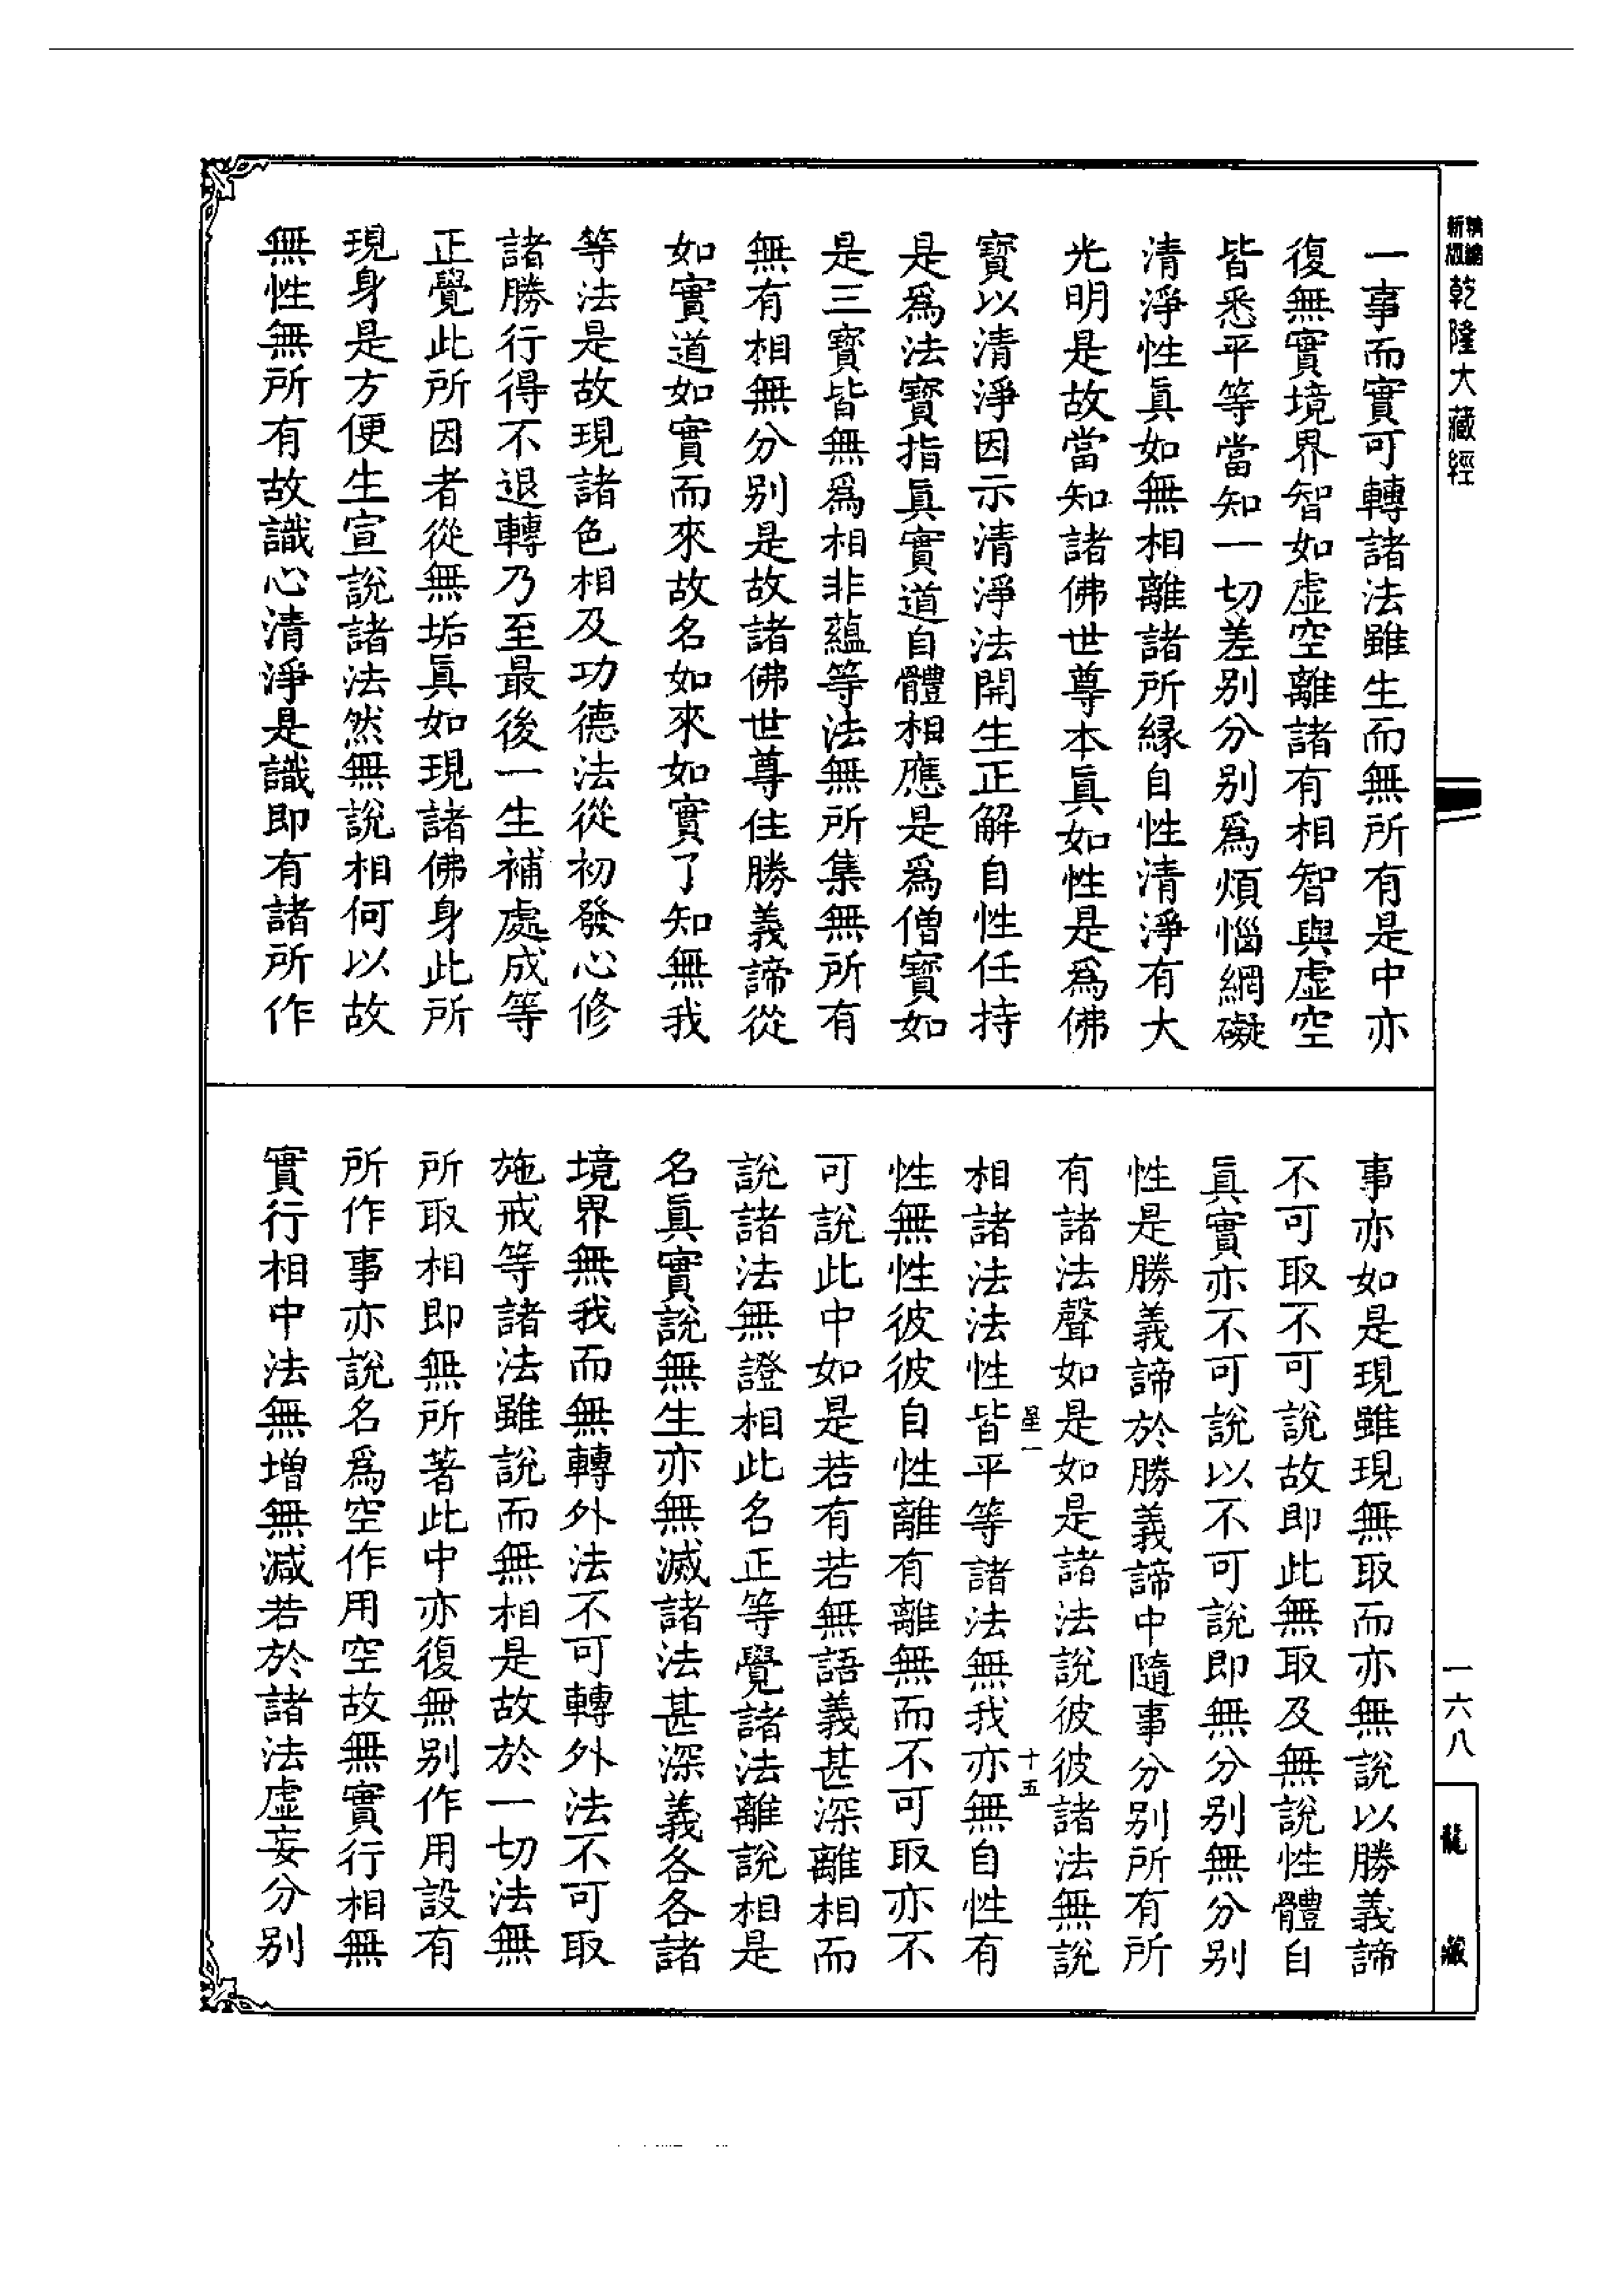 新版精縮乾隆大藏經
一事而實可轉諸法雖生而無所有是中亦
復無實境界智如虛空離諸有相智與虛空
皆悉平等當知一切差别分别爲煩惱網礙
清淨性眞如無相離諸所緣自性清淨有大
光明是故當知諸佛世尊本眞如性是爲佛
寶以清淨因示清淨法開生正解自性任持
是爲法寶指眞實道自體相應是爲僧寶如
是三寶皆無爲相非蘊等法無所集無所有
無有相無分别是故諸佛世尊住勝義諦從
如實道如實而來故名如來如實了知無我
等法是故現諸色相及功德法從初發心修
諸勝行得不退轉乃至最後一生補處成等
正覺此所因者從無垢眞如現諸佛身此所
現身是方便生宣說諸法然無說相何以故
無性無所有故識心清淨是識即有諸所作
事亦如是現雖現無取而亦無說以勝義諦
不可取不可說故即此無取及無說性體自
眞實亦不可說以不可說即無分别無分别
性是勝義諦於勝義諦中隨事分别所有所
有諸法聲如是如是諸法說彼彼諸法無說
星一 十五
相諸法法性皆平等諸法無我亦無自性有
性無性彼彼自性離有離無而不可取亦不
可說此中如是若有若無語義甚深離相而
說諸法無證相此名正等覺諸法離說相是
名眞實說無生亦無滅諸法甚深義各各諸
境界無我而無轉外法不可轉外法不可取
施戒等諸法雖說而無相是故於一切法無
所取相即無所著此中亦復無别作用設有
所作事亦說名爲空作用空故無實行相無
實行相中法無增無減若於諸法虛妄分别
一六八
龍藏